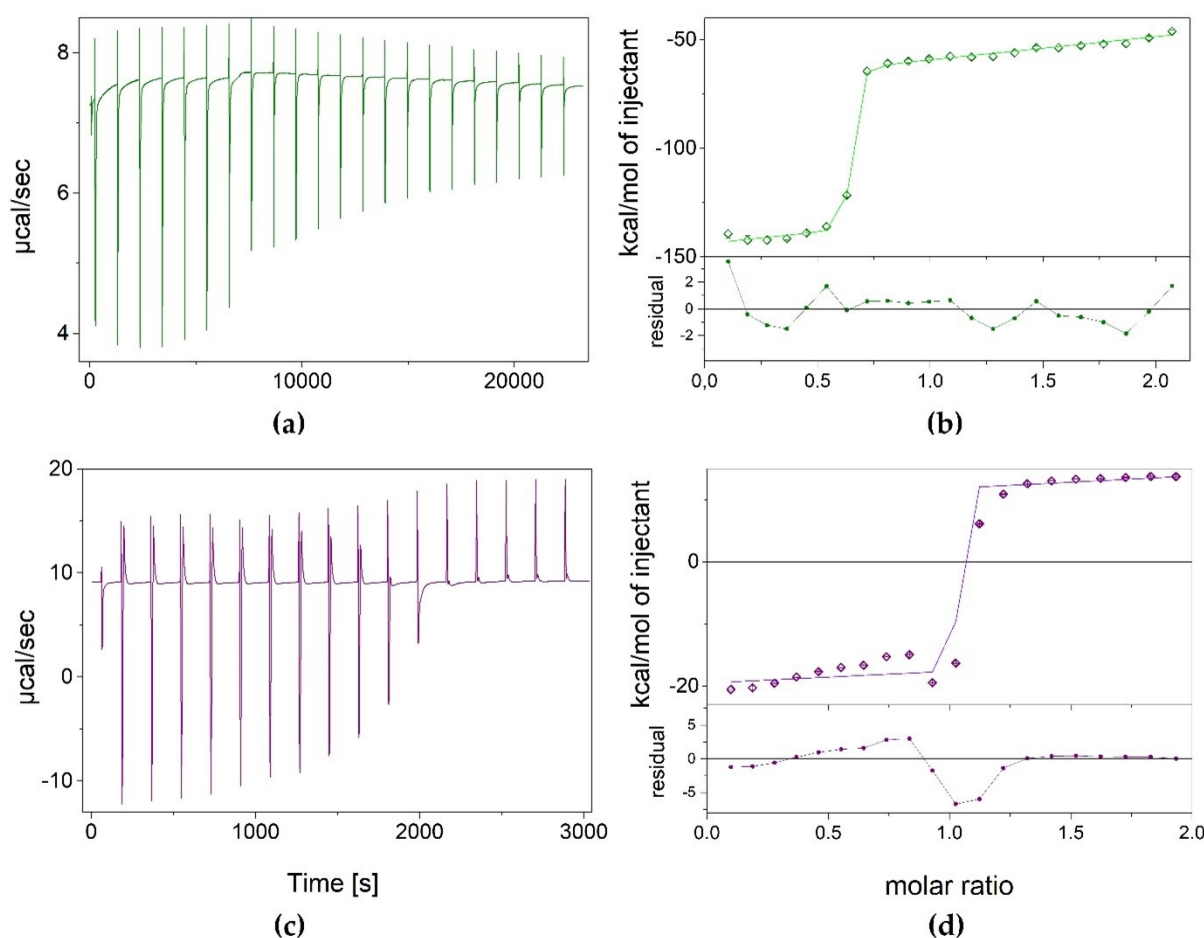 8
6
4
µcal/sec
0
10000
20000
(a)
-50
-100
-150
kcal/mol of injectant
2
0
-2
residual
0,0
0.5
1.0
1.5
2.0
(b)
20
10
0
-10
µcal/sec
0
1000
2000
3000
Time [s]
(c)
0
-20
kcal/mol of injectant
5
0
-5
residual
0.0
0.5
1.0
1.5
2.0
molar ratio
(d)